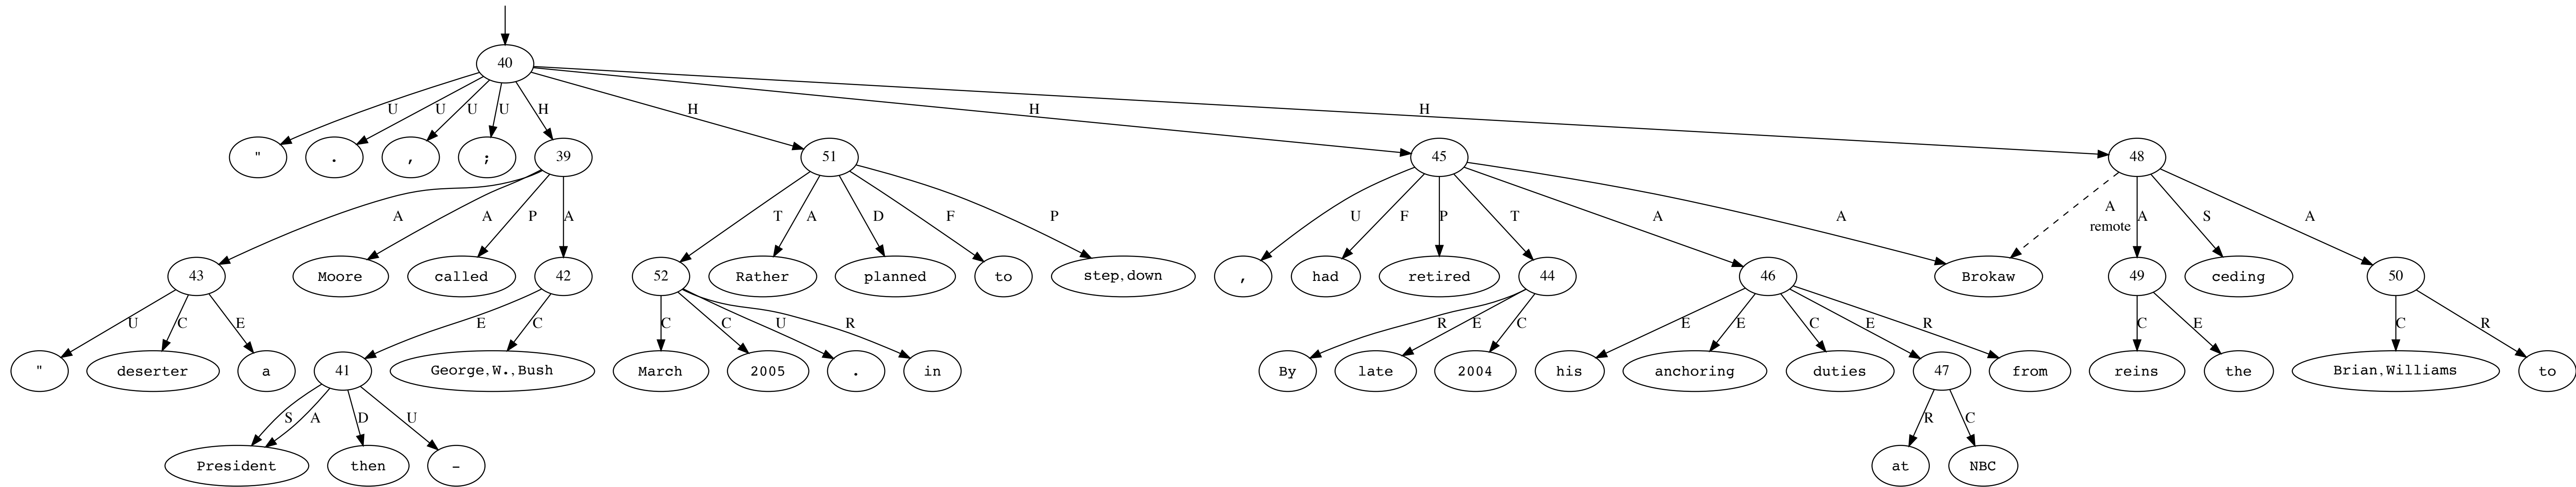 40
U U U U H H H H
" . , ; 39 51 45 48
A A P A T A D F P U F P T A A A remote A S A
43 Moore called 42 52 Rather planned to step,down , had retired 44 46 Brokaw 49 ceding 50
U C E E C C C U R R E C E E C E R C E C R
" deserter a 41 George,W.,Bush March 2005 . in By late 2004 his anchoring duties 47 from reins the Brian,Williams to
S A D U R C
President then - at NBC